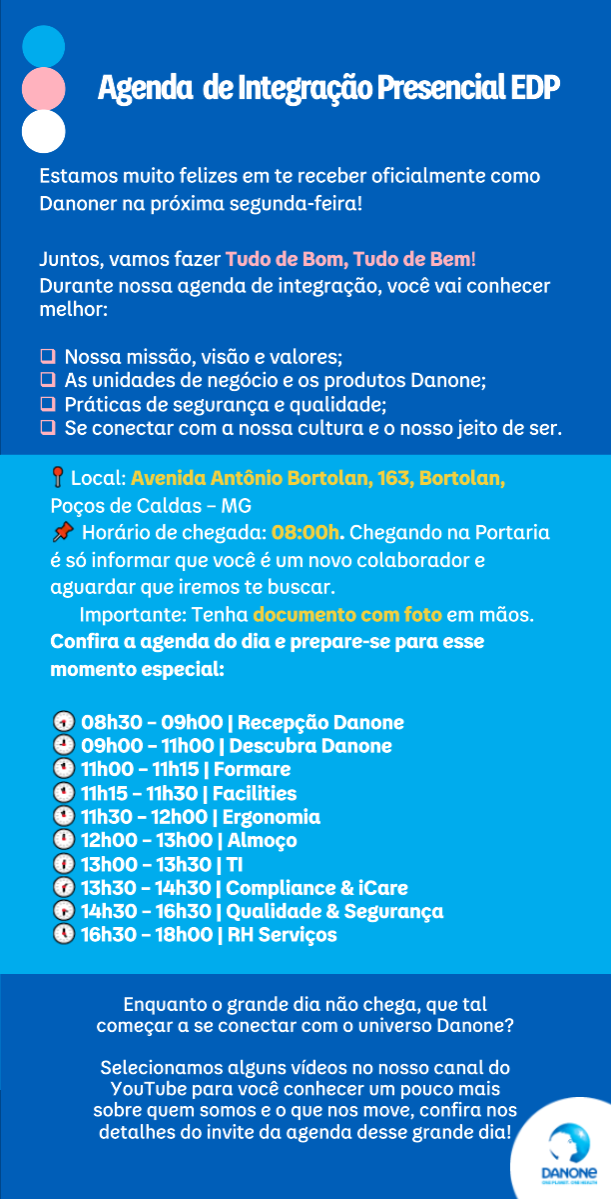 Agenda de Integração Presencial EDP
Estamos muito felizes em te receber oficialmente como
Danoner na próxima segunda-feira!
Juntos, vamos fazer Tudo de Bom, Tudo de Bem!
Durante nossa agenda de integração, você vai conhecer
melhor:
❑ Nossa missão, visão e valores;
❑ As unidades de negócio e os produtos Danone;
❑ Práticas de segurança e qualidade;
❑ Se conectar com a nossa cultura e o nosso jeito de ser.
📍 Local: Avenida Antônio Bortolan, 163, Bortolan,
Poços de Caldas – MG
📌 Horário de chegada: 08:00h. Chegando na Portaria
é só informar que você é um novo colaborador e
aguardar que iremos te buscar.
Importante: Tenha documento com foto em mãos.
Confira a agenda do dia e prepare-se para esse
momento especial:
08h30 – 09h00 | Recepção Danone
09h00 – 11h00 | Descubra Danone
11h00 – 11h15 | Formare
11h15 – 11h30 | Facilities
11h30 – 12h00 | Ergonomia
12h00 – 13h00 | Almoço
13h00 – 13h30 | TI
13h30 – 14h30 | Compliance & iCare
14h30 – 16h30 | Qualidade & Segurança
16h30 – 18h00 | RH Serviços
Enquanto o grande dia não chega, que tal
começar a se conectar com o universo Danone?
Selecionamos alguns vídeos no nosso canal do
YouTube para você conhecer um pouco mais
sobre quem somos e o que nos move, confira nos
detalhes do invite da agenda desse grande dia!
DANONE
ONE PLANET. ONE HEALTH